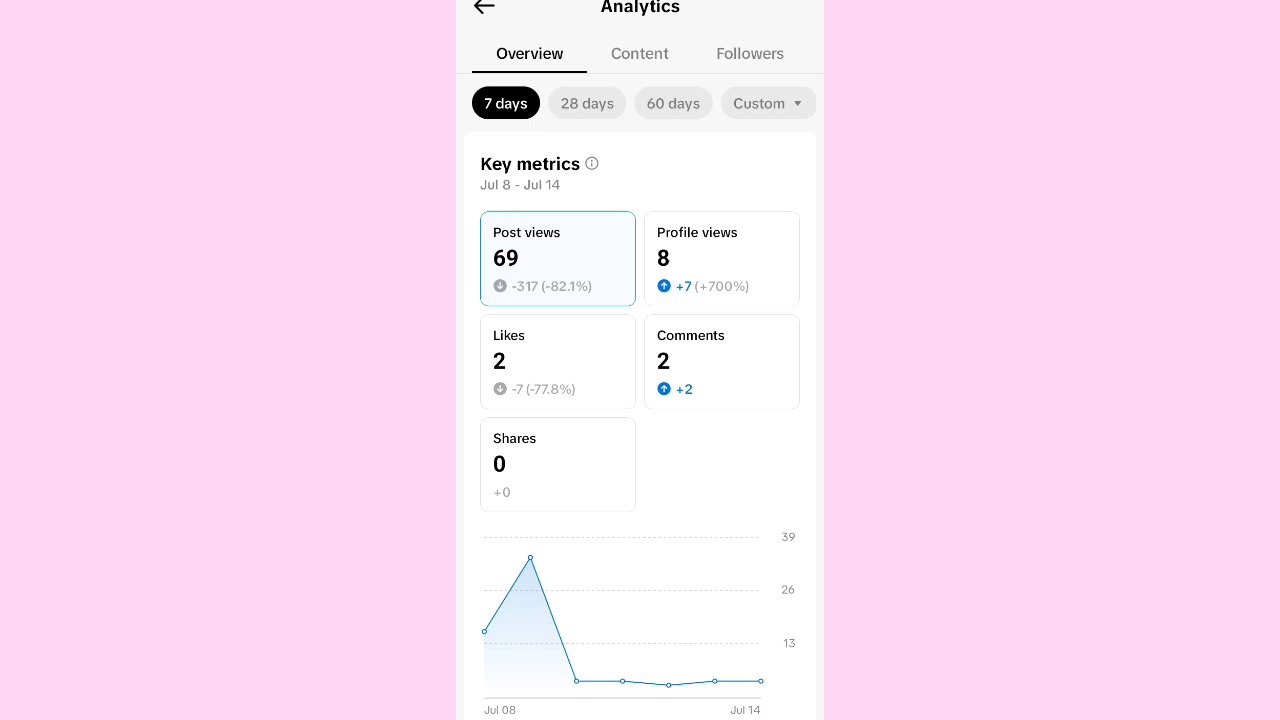 Analytics
Overview Content Followers
7 days 28 days 60 days Custom
Key metrics
Jul 8 - Jul 14
Post views
69
-317 (-82.1%)
Profile views
8
+7 (+700%)
Likes
2
-7 (-77.8%)
Comments
2
+2
Shares
0
+0
39
26
13
Jul 08 Jul 14